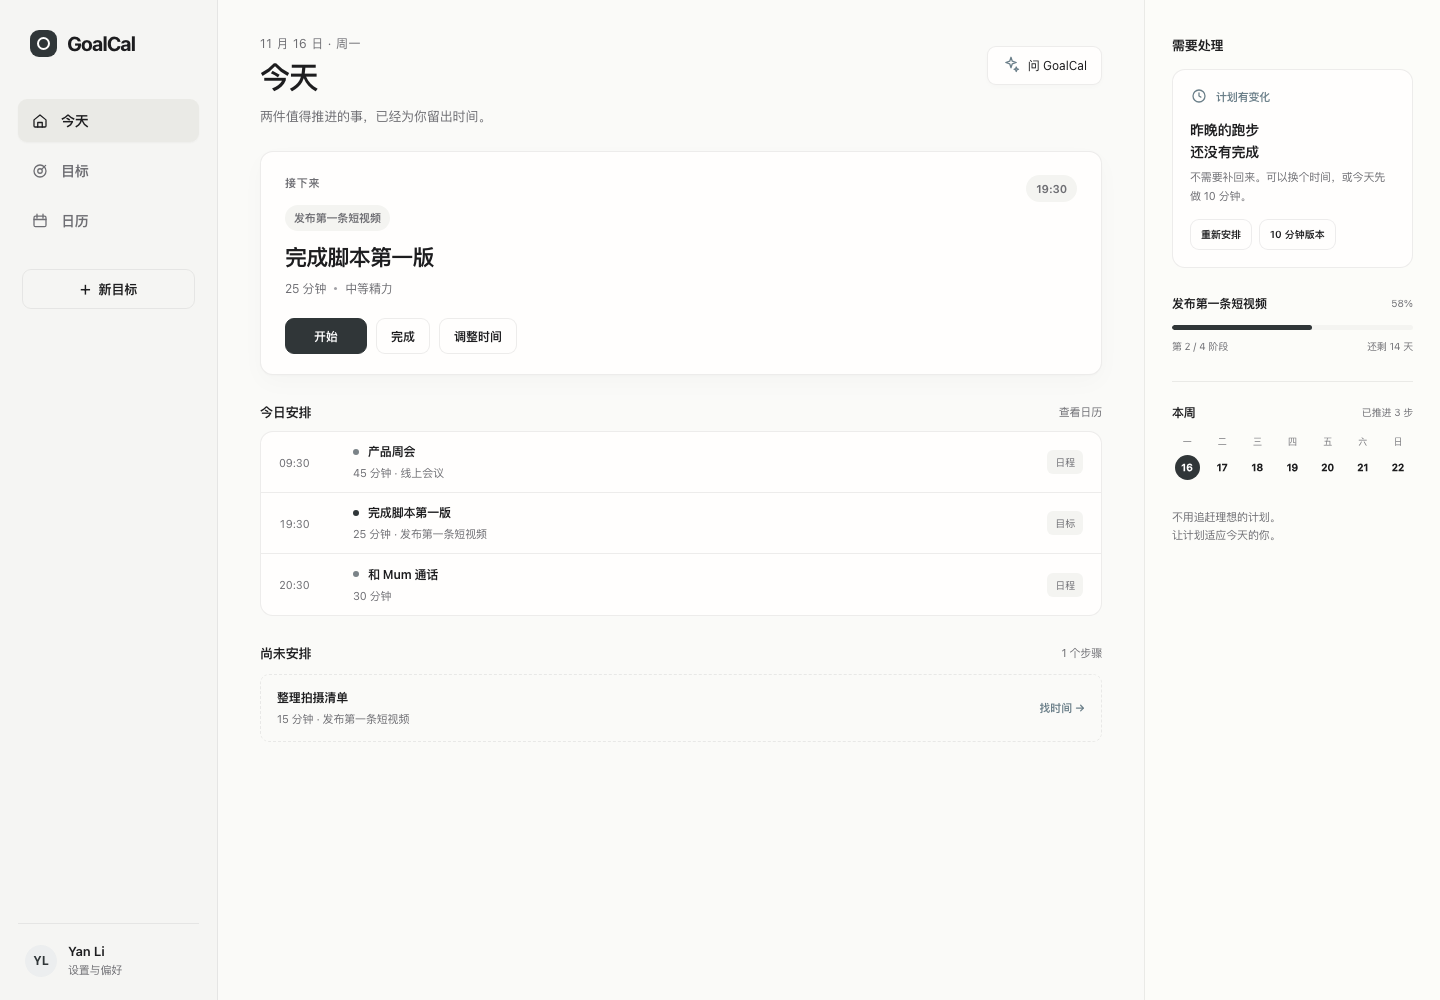 GoalCal
今天
目标
日历
+ 新目标
YL
Yan Li
设置与偏好
11 月 16 日 · 周一
今天
两件值得推进的事，已经为你留出时间。
问 GoalCal
接下来
19:30
发布第一条短视频
完成脚本第一版
25 分钟 • 中等精力
开始
完成
调整时间
今日安排
查看日历
09:30
产品周会
45 分钟 · 线上会议
日程
19:30
完成脚本第一版
25 分钟 · 发布第一条短视频
目标
20:30
和 Mum 通话
30 分钟
日程
尚未安排
1 个步骤
整理拍摄清单
15 分钟 · 发布第一条短视频
找时间 →
需要处理
计划有变化
昨晚的跑步
还没有完成
不需要补回来。可以换个时间，或今天先
做 10 分钟。
重新安排
10 分钟版本
发布第一条短视频
58%
第 2 / 4 阶段
还剩 14 天
本周
已推进 3 步
一 二 三 四 五 六 日
16 17 18 19 20 21 22
不用追赶理想的计划。
让计划适应今天的你。